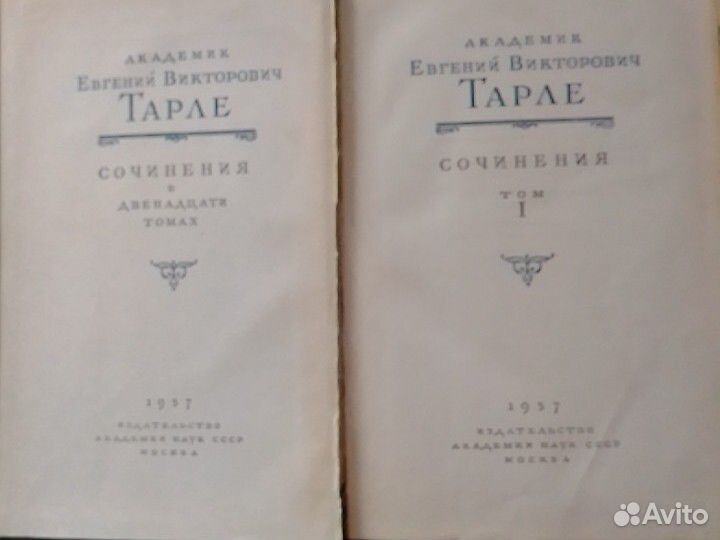 АКАДЕМИК
ЕВГЕНИЙ ВИКТОРОВИЧ
ТАРЛЕ
СОЧИНЕНИЯ
В
ДВЕНАДЦАТИ
ТОМАХ
1957
ИЗДАТЕЛЬСТВО
АКАДЕМИИ НАУК СССР
МОСКВА
АКАДЕМИК
ЕВГЕНИЙ ВИКТОРОВИЧ
ТАРЛЕ
СОЧИНЕНИЯ
ТОМ
I
1957
ИЗДАТЕЛЬСТВО
АКАДЕМИИ НАУК СССР
МОСКВА
Avito